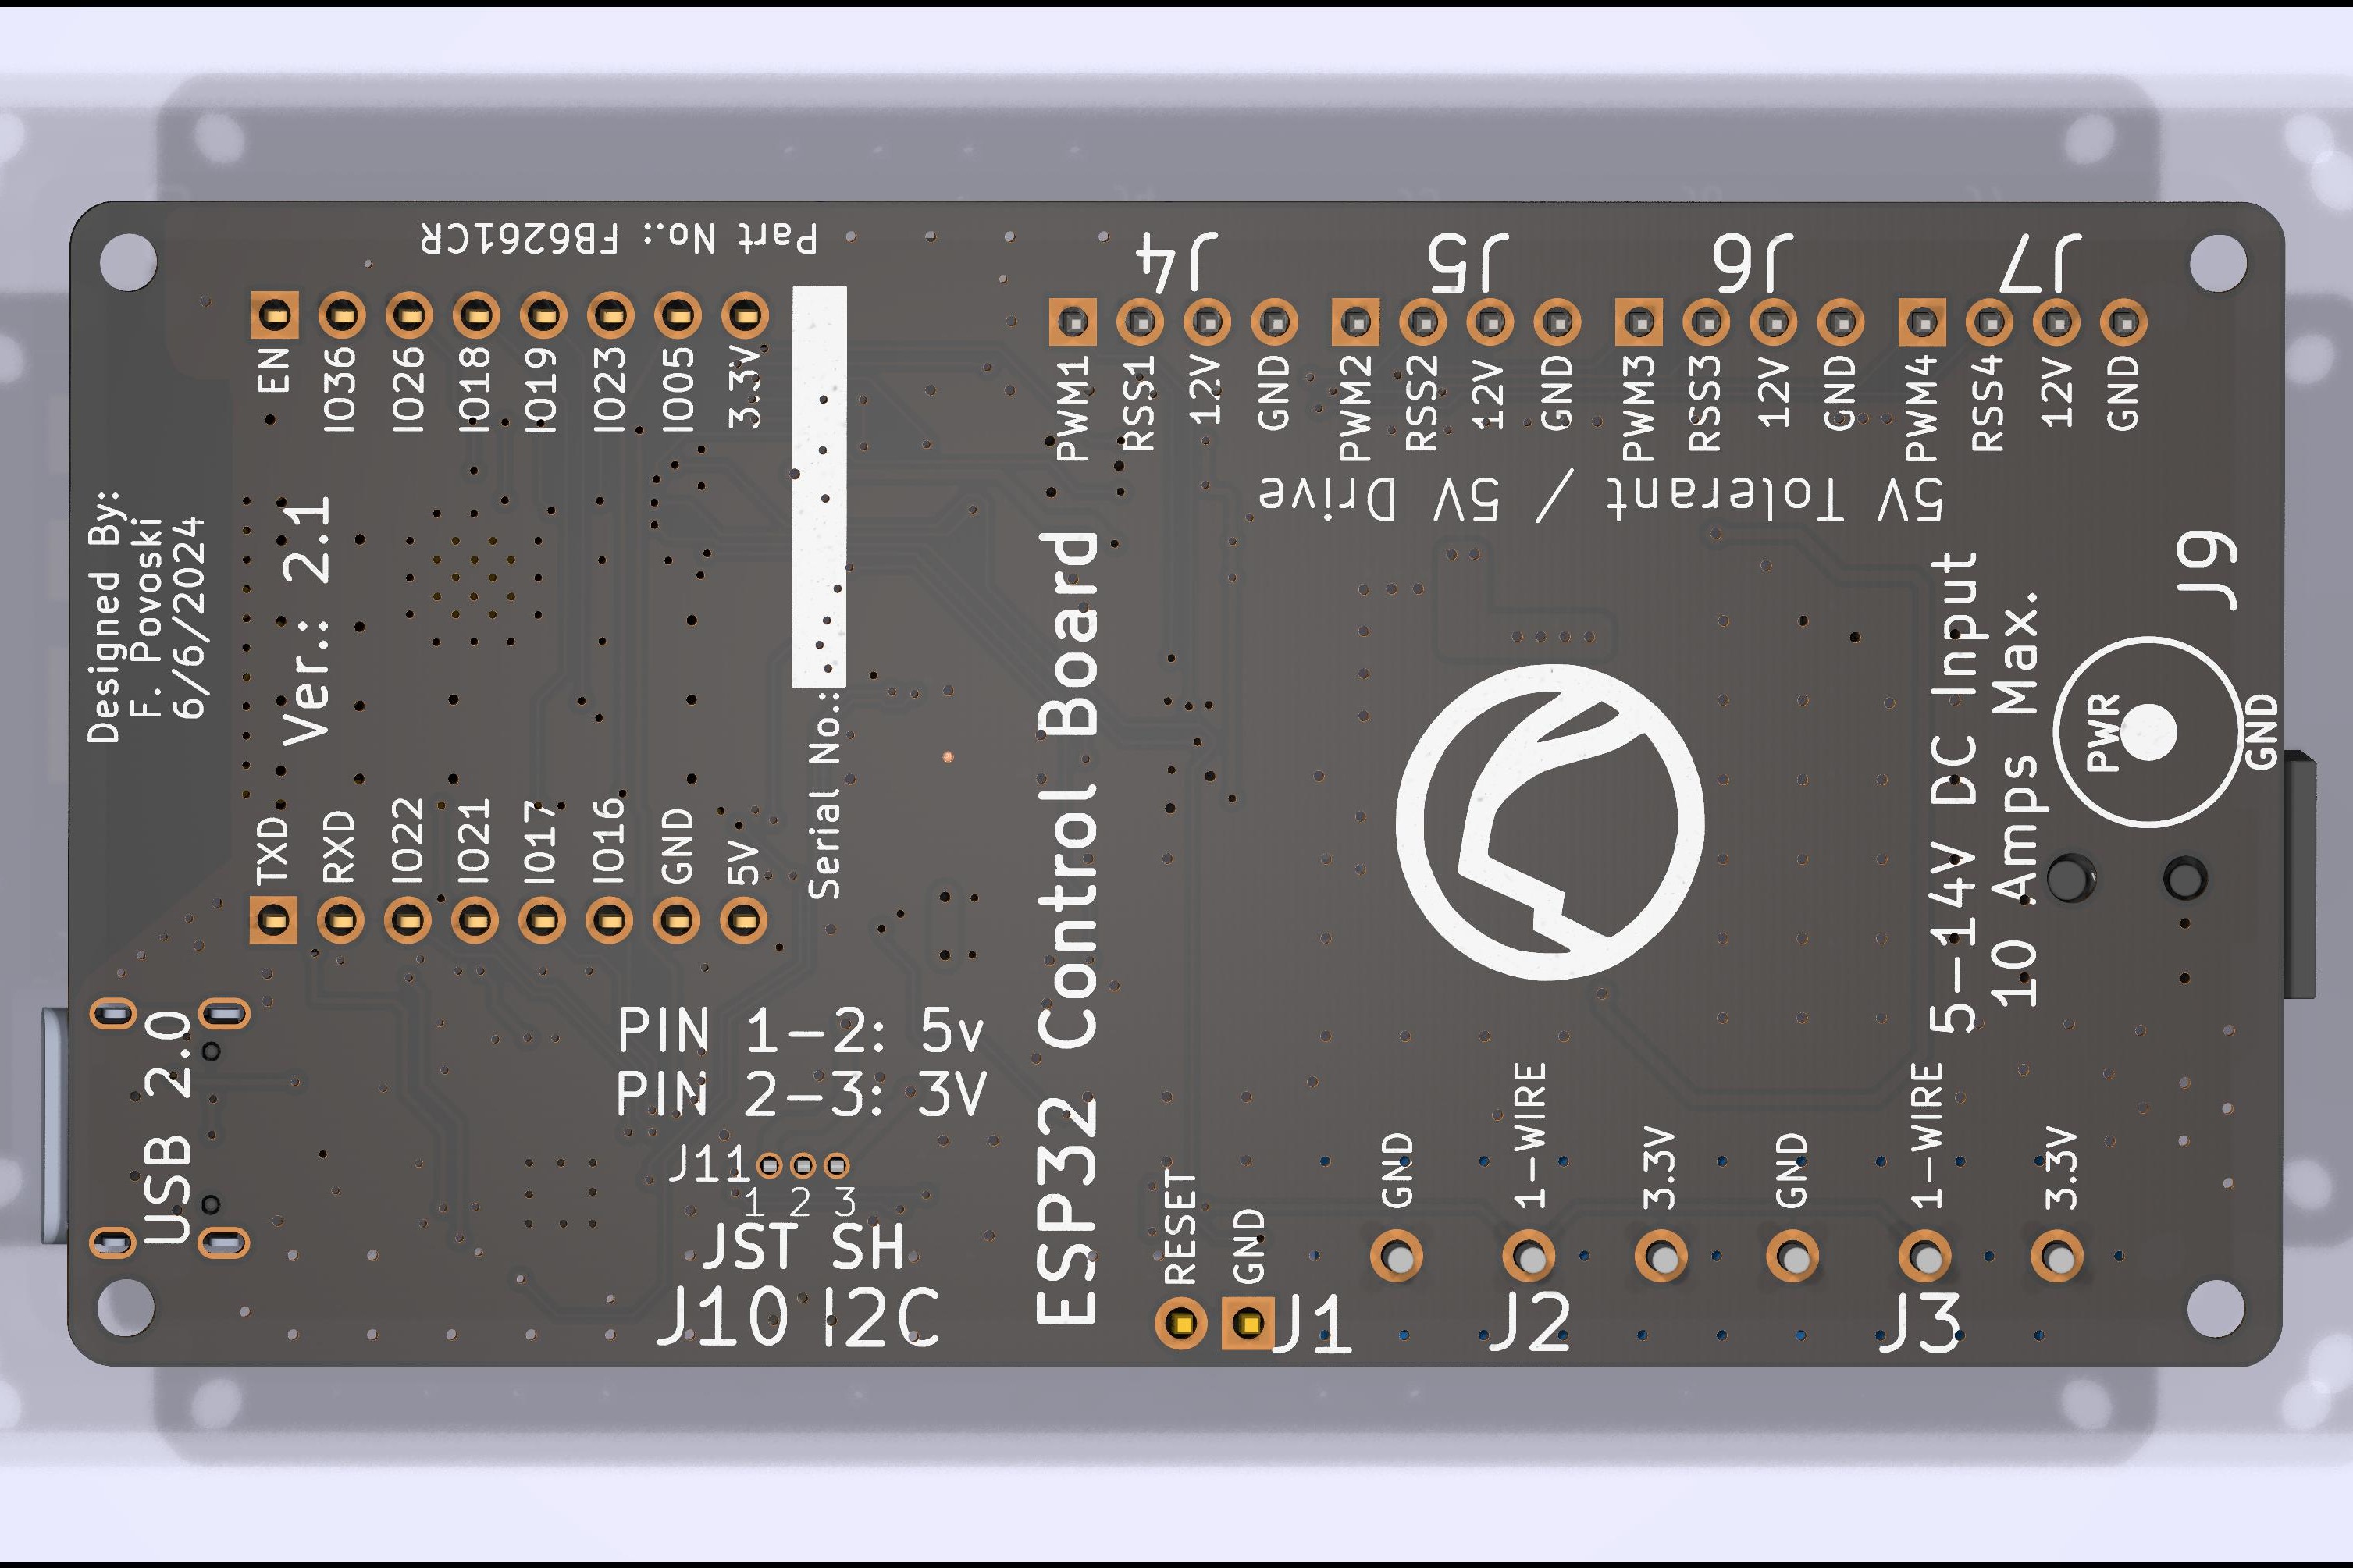 Part No.: FB6261CR
J4
J5
J6
J7
EN
IO36
IO26
IO18
IO19
IO23
IO05
3.3V
PWM1
RSS1
12V
GND
PWM2
RSS2
12V
GND
PWM3
RSS3
12V
GND
PWM4
RSS4
12V
GND
5V Tolerant / 5V Drive
Designed By:
F. Povoski
6/6/2024
Ver.: 2.1
Serial No.:
ESP32 Control Board
5-14V DC Input
10 Amps Max.
J9
PWR
GND
TXD
RXD
IO22
IO21
IO17
IO16
GND
5V
USB 2.0
PIN 1-2: 5v
PIN 2-3: 3V
J11
1 2 3
JST SH
J10 I2C
RESET
GND
J1
GND
1-WIRE
3.3V
J2
GND
1-WIRE
3.3V
J3